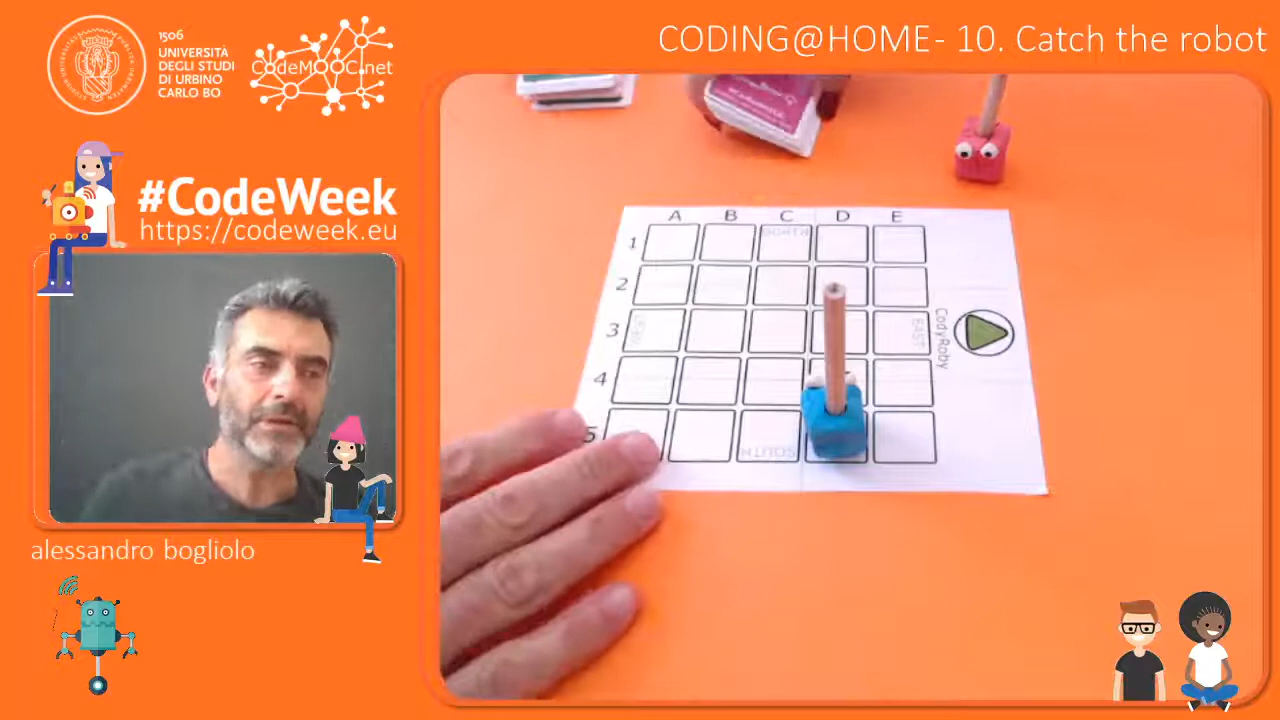 1506
UNIVERSITÀ
DEGLI STUDI
DI URBINO
CARLO BO
CodeMOOC.net
CODING@HOME- 10. Catch the robot
#CodeWeek
https://codeweek.eu
alessandro bogliolo
A B C D E
1
NORTH
2
3
EAST
CodyRoby
4
5
SOUTH